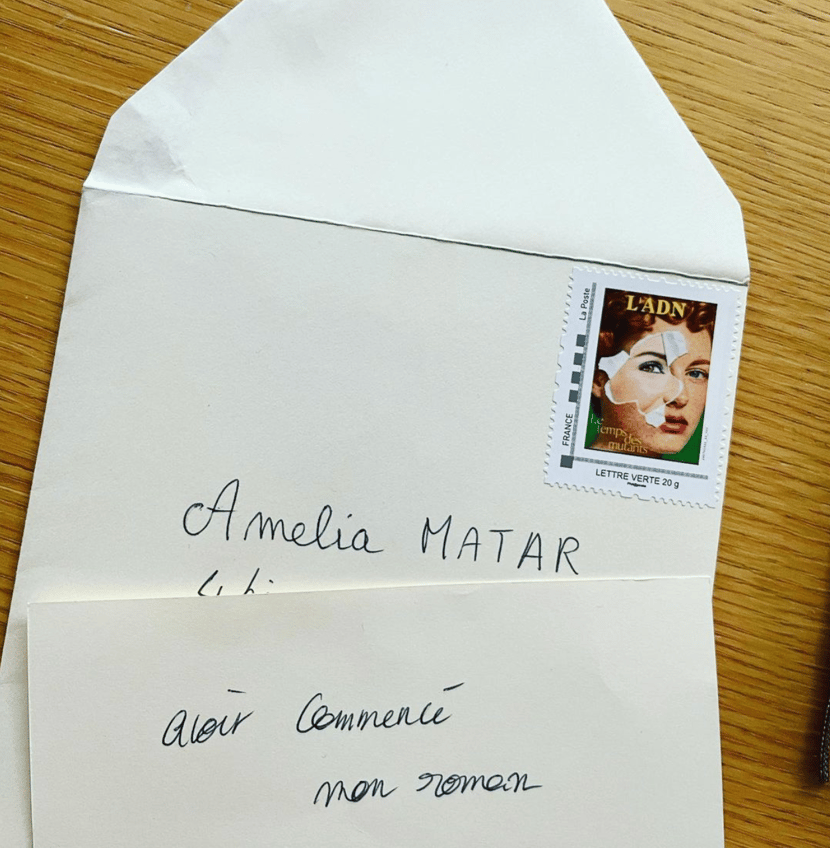 L'ADN
La Poste
FRANCE
Le
temps des
mutants
LETTRE VERTE 20 g
Amelia MATAR
avoir commencé
mon roman